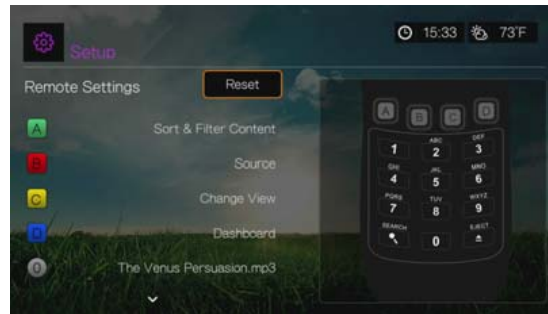 Setup
15:33
73°F
Remote Settings
Reset
A
Sort & Filter Content
B
Source
C
Change View
D
Dashboard
0
The Venus Persuasion.mp3
A B C D
ABC DEF
1 2 3
GHI JKL MNO
4 5 6
PQRS TUV WXYZ
7 8 9
SEARCH EJECT
0